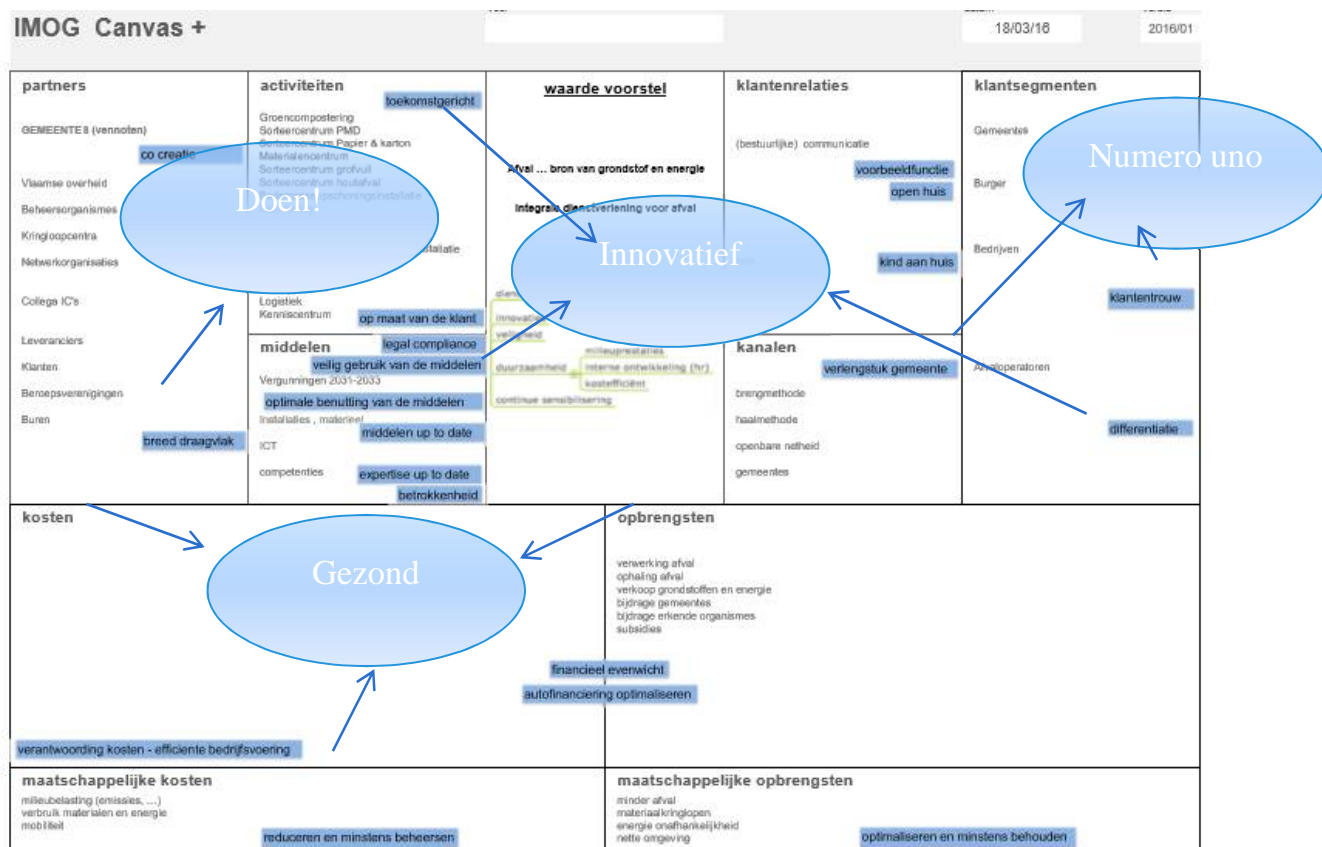 IMOG Canvas +
18/03/16
2016/01
partners
GEMEENTES (vennoten)
co creatie
Vlaamse overheid
Beheersorganismes
Kringloopcentra
Netwerkorganisaties
Collega IC's
Leveranciers
Klanten
Beroepsverenigingen
Buren
breed draagvlak
Doen!
activiteiten
toekomstgericht
Groencompostering
Sorteercentrum PMD
Sorteercentrum Papier & karton
Materialencentrum
Sorteercentrum grofvuil
Sorteercentrum houtafval
Logistiek
Kenniscentrum
op maat van de klant
legal compliance
middelen
veilig gebruik van de middelen
Vergunningen 2031-2033
optimale benutting van de middelen
Installaties , materieel
middelen up to date
ICT
competenties
expertise up to date
betrokkenheid
waarde voorstel
Afval ... bron van grondstof en energie
Integrale dienstverlening voor afval
Innovatief
innovatief
veiligheid
duurzaamheid
milieuprestaties
interne ontwikkeling (hr)
kostefficiënt
continue sensibilisering
klantenrelaties
(bestuurlijke) communicatie
voorbeeldfunctie
open huis
kind aan huis
kanalen
verlengstuk gemeente
brengmethode
haalmethode
openbare netheid
gemeentes
klantsegmenten
Gemeentes
Numero uno
Burger
Bedrijven
klantentrouw
Afvaloperatoren
differentiatie
kosten
Gezond
verantwoording kosten - efficiente bedrijfsvoering
opbrengsten
verwerking afval
ophaling afval
verkoop grondstoffen en energie
bijdrage gemeentes
bijdrage erkende organismes
subsidies
financieel evenwicht
autofinanciering optimaliseren
maatschappelijke kosten
milieubelasting (emissies, ...)
verbruik materialen en energie
mobiliteit
reduceren en minstens beheersen
maatschappelijke opbrengsten
minder afval
materiaalkringlopen
energie onafhankelijkheid
nette omgeving
optimaliseren en minstens behouden